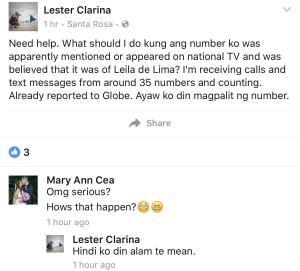 Lester Clarina
1 hr · Santa Rosa ·
Need help. What should I do kung ang number ko was
apparently mentioned or appeared on national TV and was
believed that it was of Leila de Lima? I'm receiving calls and
text messages from around 35 numbers and counting.
Already reported to Globe. Ayaw ko din magpalit ng number.
Share
3
Mary Ann Cea
Omg serious?
Hows that happen?😅😁
1 hour ago
Lester Clarina
Hindi ko din alam te mean.
1 hour ago